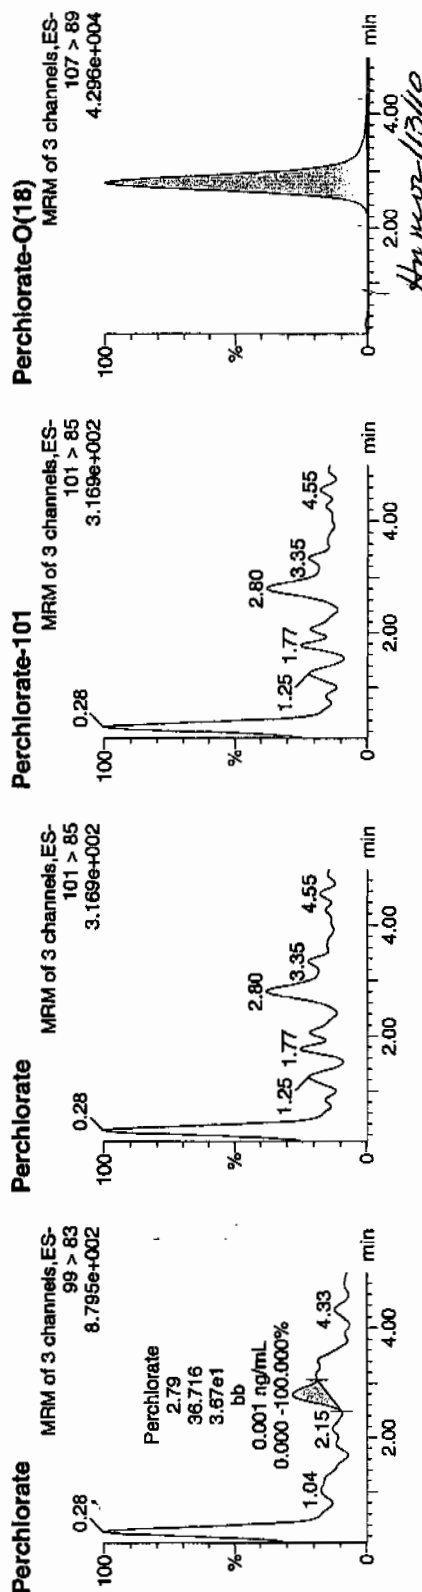 Perchlorate
MRM of 3 channels,ES-
99 > 83
8.795e+002
100
0.28
Perchlorate
2.79
36.716
3.67e1
bb
0.001 ng/mL
0.000 -100.000%
%
1.04
2.15
4.33
0
2.00
4.00
min
Perchlorate
MRM of 3 channels,ES-
101 > 85
3.169e+002
100
0.28
%
1.25
1.77
2.80
3.35
4.55
0
2.00
4.00
min
Perchlorate-101
MRM of 3 channels,ES-
101 > 85
3.169e+002
100
0.28
%
1.25
1.77
2.80
3.35
4.55
0
2.00
4.00
min
Perchlorate-O(18)
MRM of 3 channels,ES-
107 > 89
4.296e+004
100
%
0
2.00
4.00
min